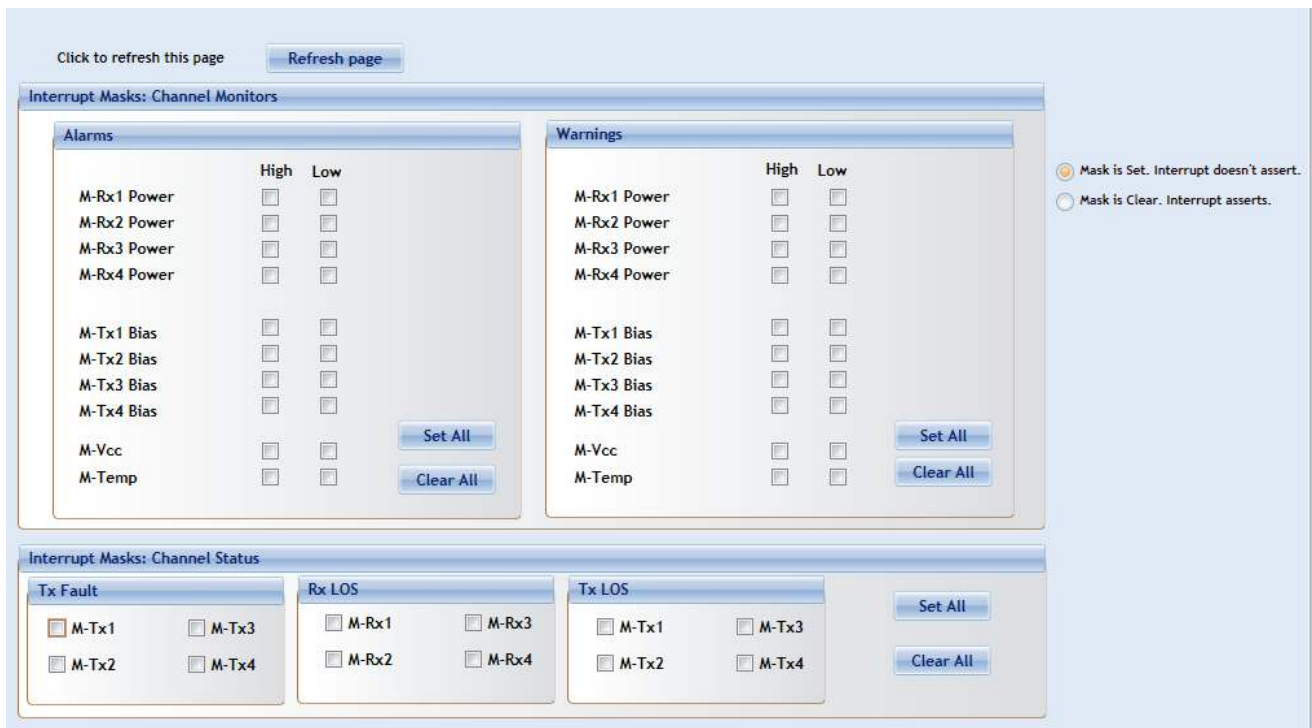 Click to refresh this page
Refresh page
Interrupt Masks: Channel Monitors
Alarms
High Low
M-Rx1 Power
M-Rx2 Power
M-Rx3 Power
M-Rx4 Power
M-Tx1 Bias
M-Tx2 Bias
M-Tx3 Bias
M-Tx4 Bias
M-Vcc
M-Temp
Set All
Clear All
Warnings
High Low
M-Rx1 Power
M-Rx2 Power
M-Rx3 Power
M-Rx4 Power
M-Tx1 Bias
M-Tx2 Bias
M-Tx3 Bias
M-Tx4 Bias
M-Vcc
M-Temp
Set All
Clear All
Mask is Set. Interrupt doesn't assert.
Mask is Clear. Interrupt asserts.
Interrupt Masks: Channel Status
Tx Fault
M-Tx1 M-Tx3
M-Tx2 M-Tx4
Rx LOS
M-Rx1 M-Rx3
M-Rx2 M-Rx4
Tx LOS
M-Tx1 M-Tx3
M-Tx2 M-Tx4
Set All
Clear All